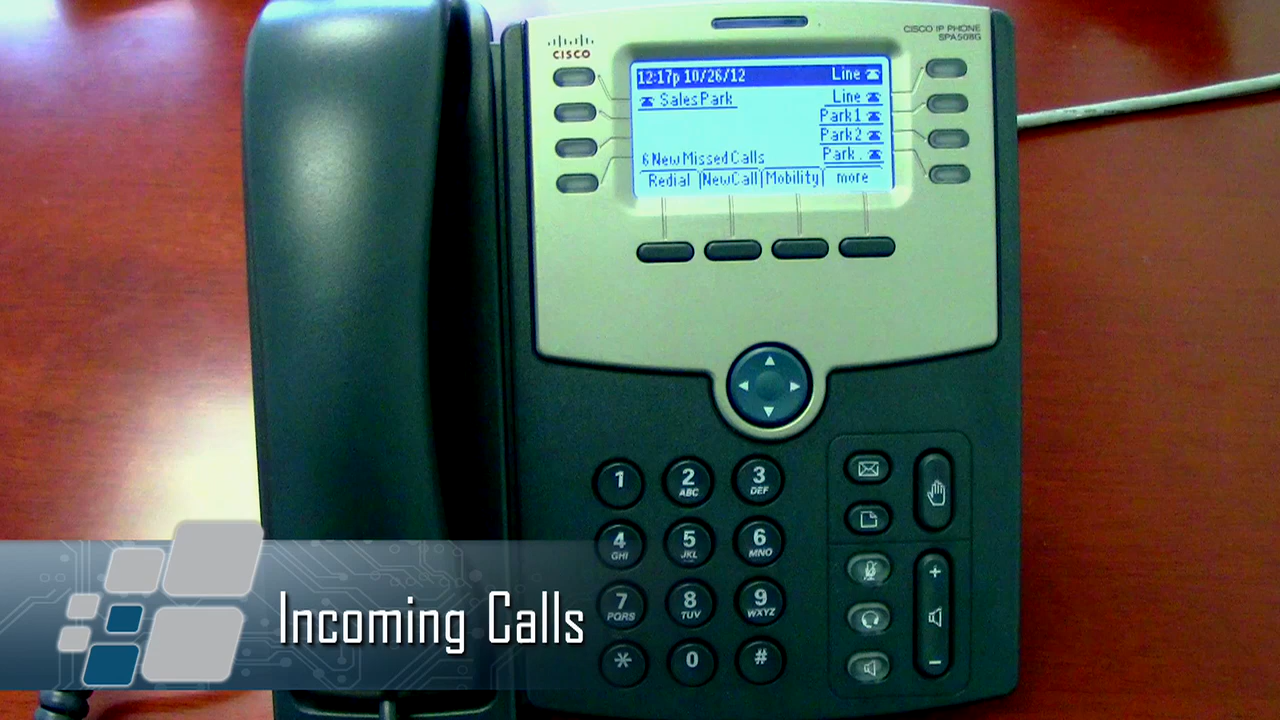 CISCO IP PHONE
SPA508G
CISCO
12:17p 10/26/12 Line
SalesPark Line
Park1
Park2
6 New Missed Calls Park .
Redial NewCall Mobility more
1 2 ABC 3 DEF
4 GHI 5 JKL 6 MNO
7 PQRS 8 TUV 9 WXYZ
* 0 #
+
−
Incoming Calls